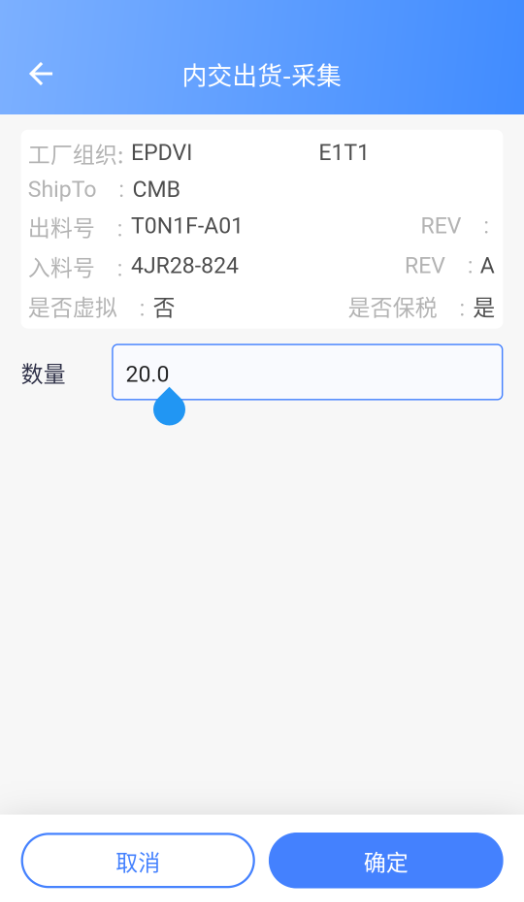 内交出货-采集
工厂组织: EPDVI E1T1
ShipTo : CMB
出料号 : T0N1F-A01 REV :
入料号 : 4JR28-824 REV : A
是否虚拟 : 否 是否保税 : 是
数量 20.0
取消 确定